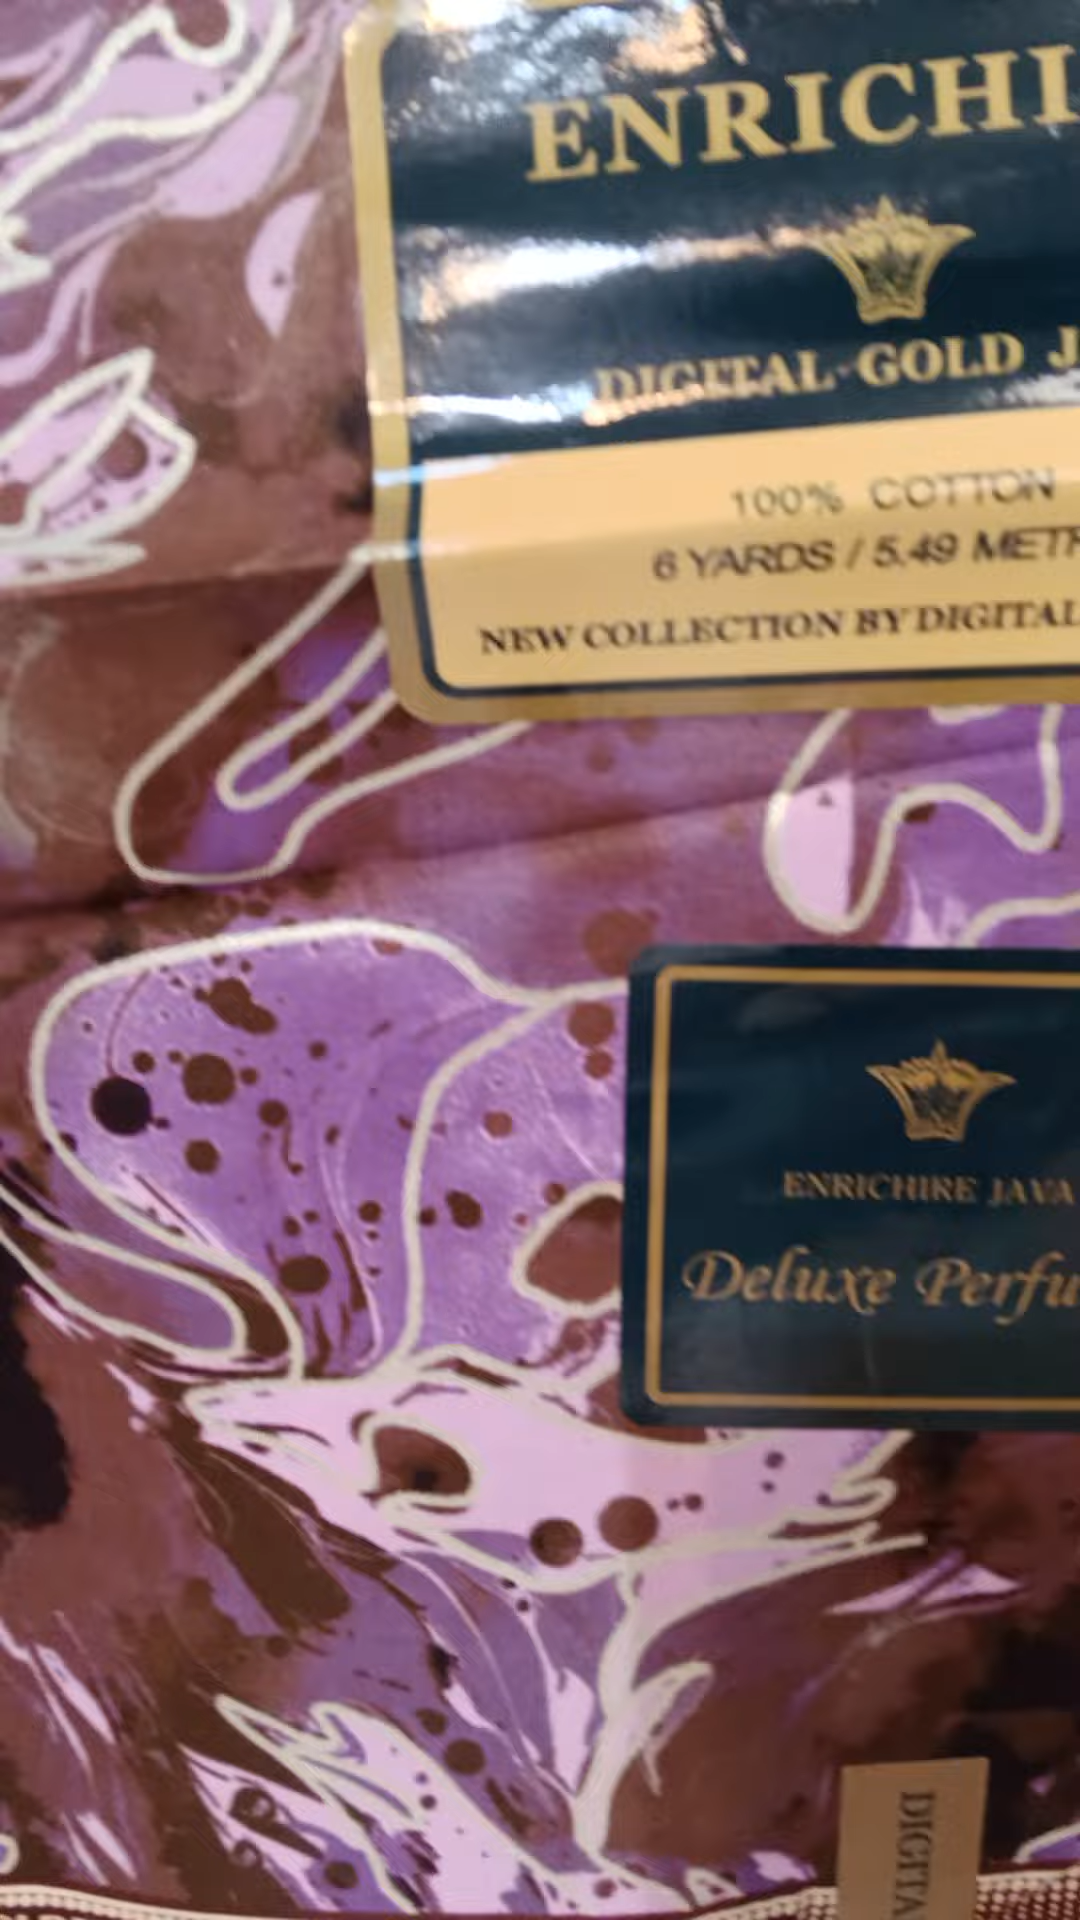 ENRICHI
DIGITAL GOLD J
100% COTTON
6 YARDS / 5.49 METR
NEW COLLECTION BY DIGITAL
ENRICHIRE JAVA
Deluxe Perfu
DIGITA